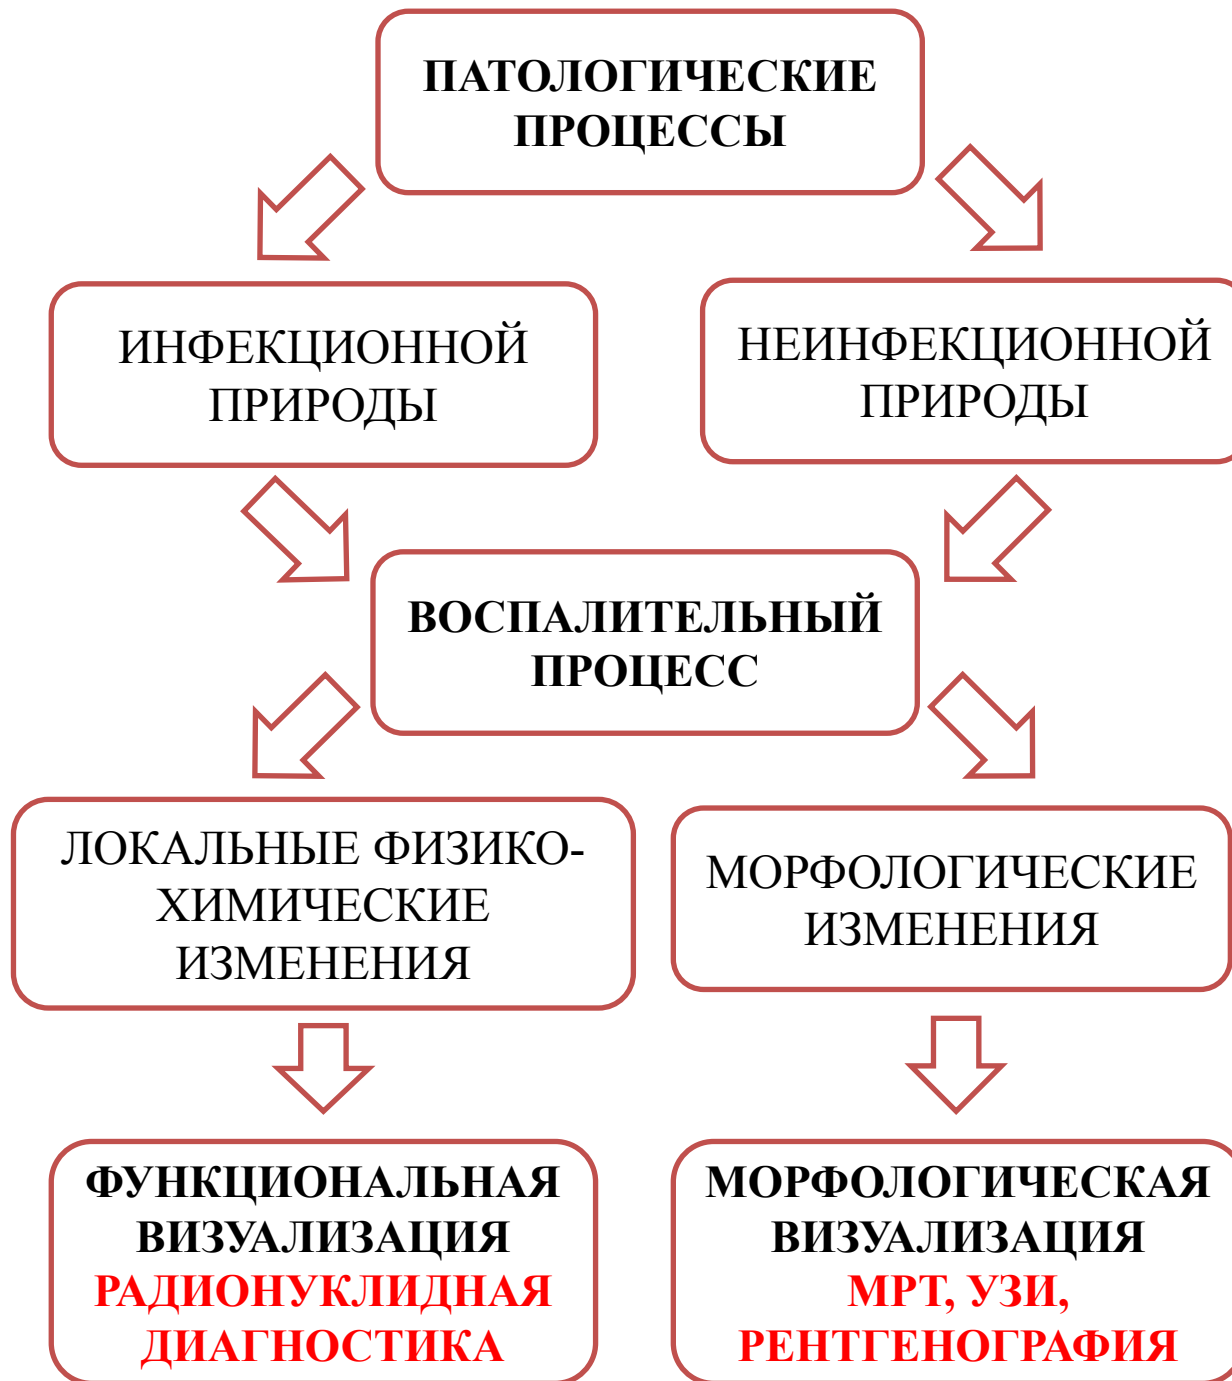 ПАТОЛОГИЧЕСКИЕ
ПРОЦЕССЫ
ИНФЕКЦИОННОЙ
ПРИРОДЫ
НЕИНФЕКЦИОННОЙ
ПРИРОДЫ
ВОСПАЛИТЕЛЬНЫЙ
ПРОЦЕСС
ЛОКАЛЬНЫЕ ФИЗИКО-
ХИМИЧЕСКИЕ
ИЗМЕНЕНИЯ
МОРФОЛОГИЧЕСКИЕ
ИЗМЕНЕНИЯ
ФУНКЦИОНАЛЬНАЯ
ВИЗУАЛИЗАЦИЯ
РАДИОНУКЛИДНАЯ
ДИАГНОСТИКА
МОРФОЛОГИЧЕСКАЯ
ВИЗУАЛИЗАЦИЯ
МРТ, УЗИ,
РЕНТГЕНОГРАФИЯ